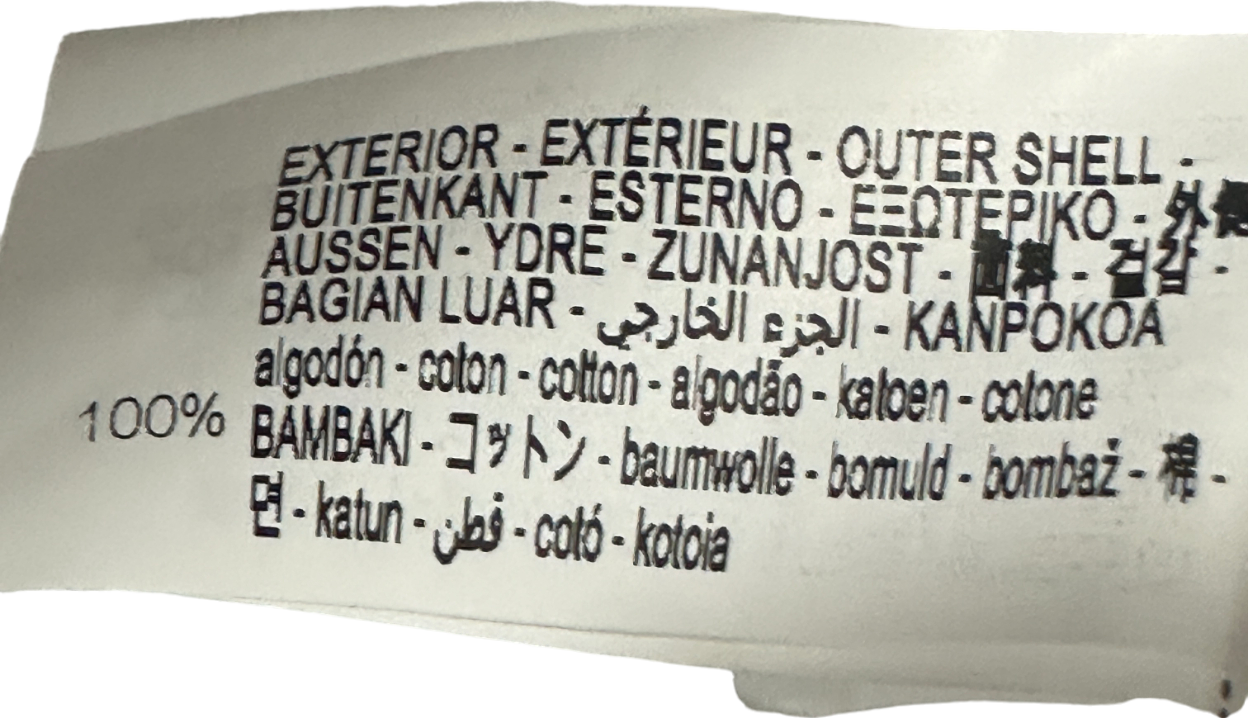 EXTERIOR - EXTÉRIEUR - OUTER SHELL -
BUITENKANT - ESTERNO - ΕΞΩΤΕΡΙΚΟ -
AUSSEN - YDRE - ZUNANJOST - 面料 - 겉감 -
BAGIAN LUAR - الجزء الخارجي - KANPOKOA
algodón - coton - cotton - algodão - katoen - cotone
100% BAMBAKI - コットン - baumwolle - bomuld - bombaž - 棉 -
면 - katun - قطن - cotó - kotoia